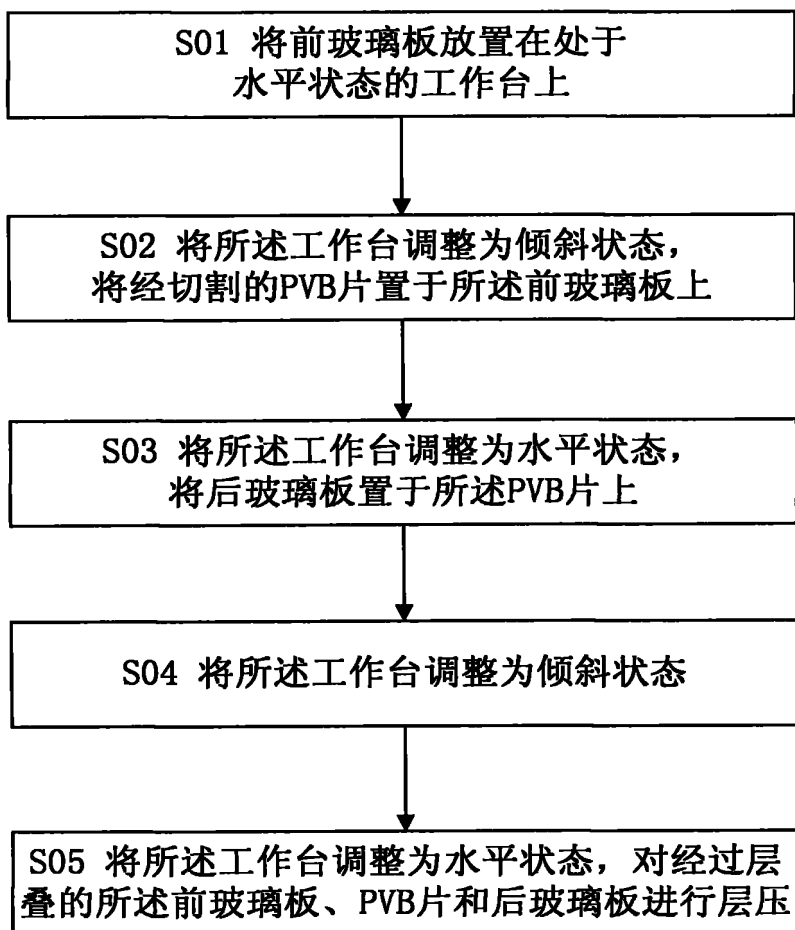 S01 将前玻璃板放置在处于
水平状态的工作台上
S02 将所述工作台调整为倾斜状态，
将经切割的PVB片置于所述前玻璃板上
S03 将所述工作台调整为水平状态，
将后玻璃板置于所述PVB片上
S04 将所述工作台调整为倾斜状态
S05 将所述工作台调整为水平状态，对经过层
叠的所述前玻璃板、PVB片和后玻璃板进行层压